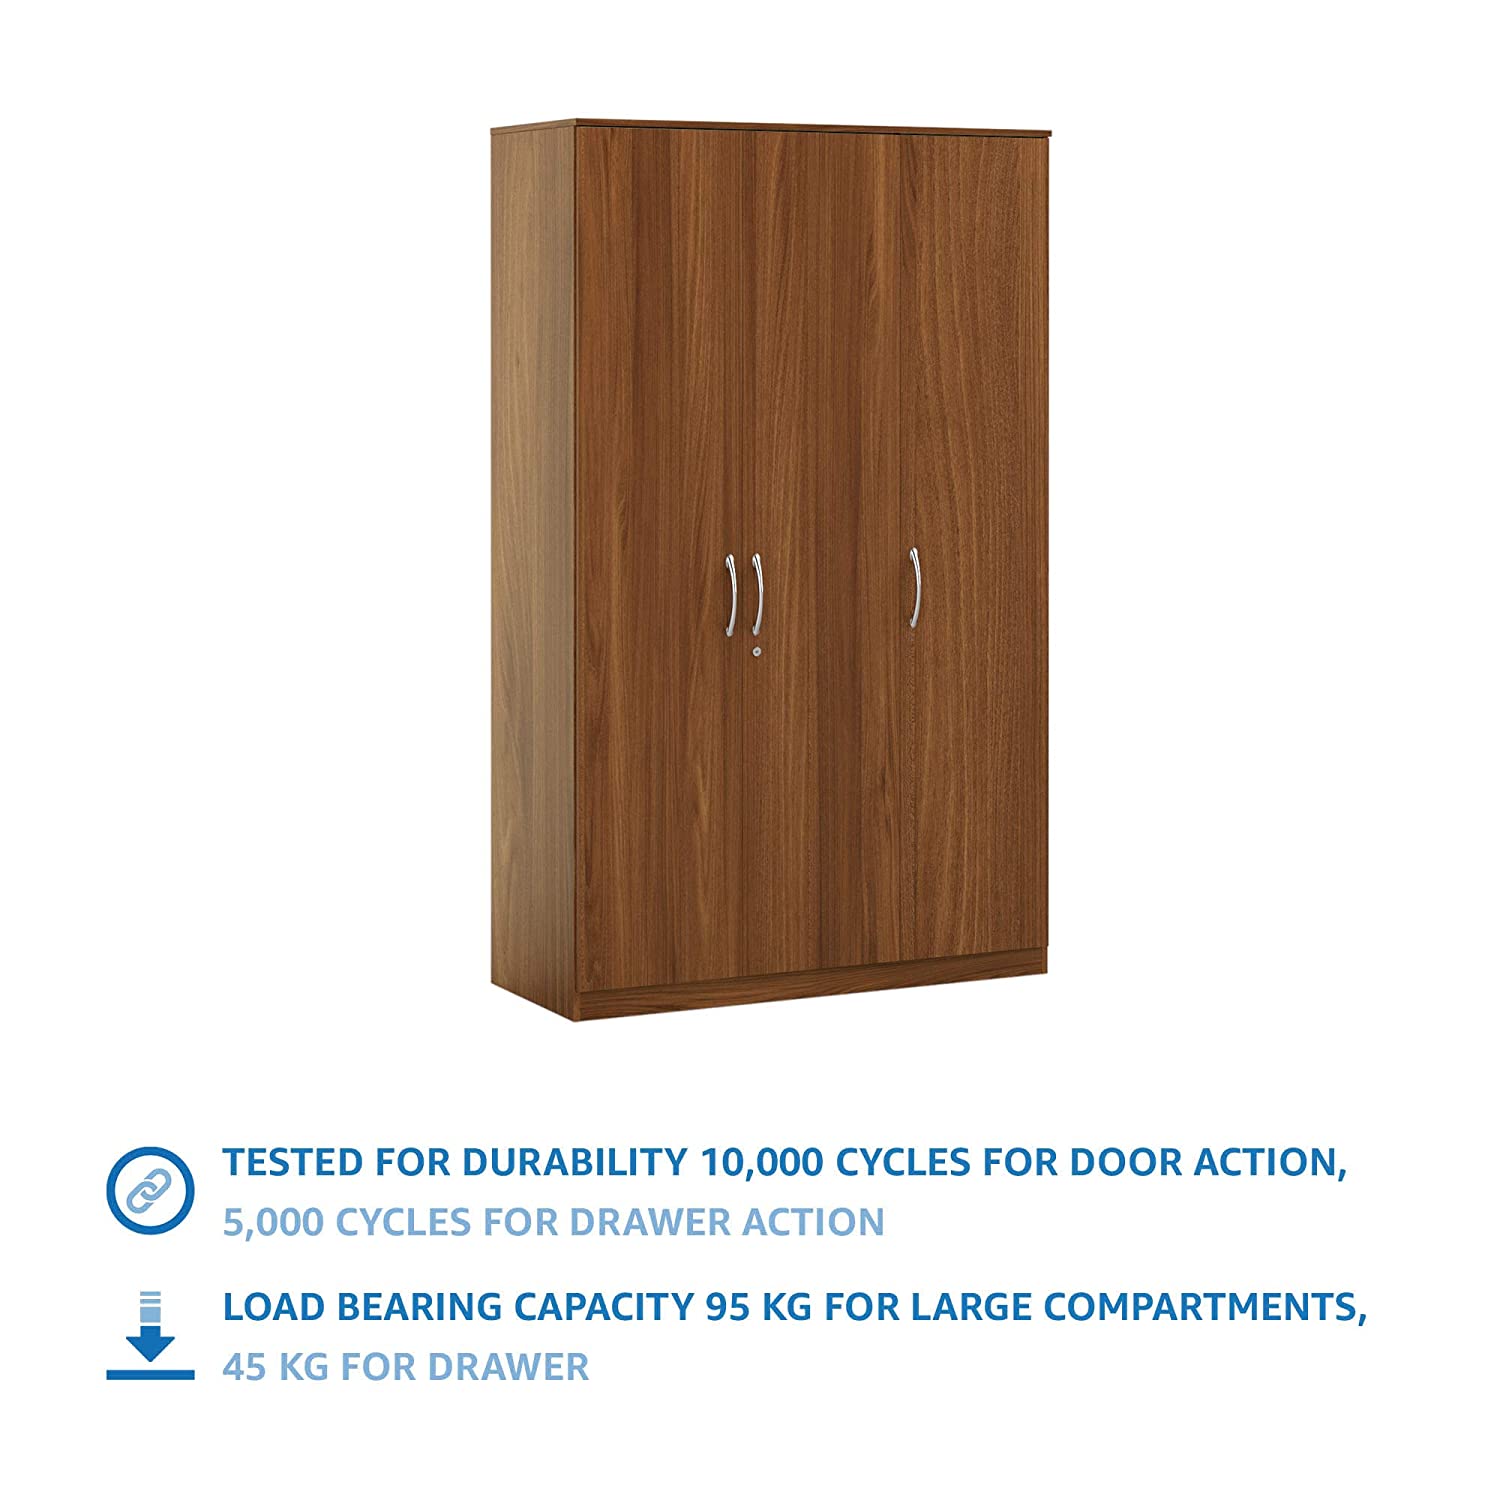 TESTED FOR DURABILITY 10,000 CYCLES FOR DOOR ACTION,
5,000 CYCLES FOR DRAWER ACTION
LOAD BEARING CAPACITY 95 KG FOR LARGE COMPARTMENTS,
45 KG FOR DRAWER